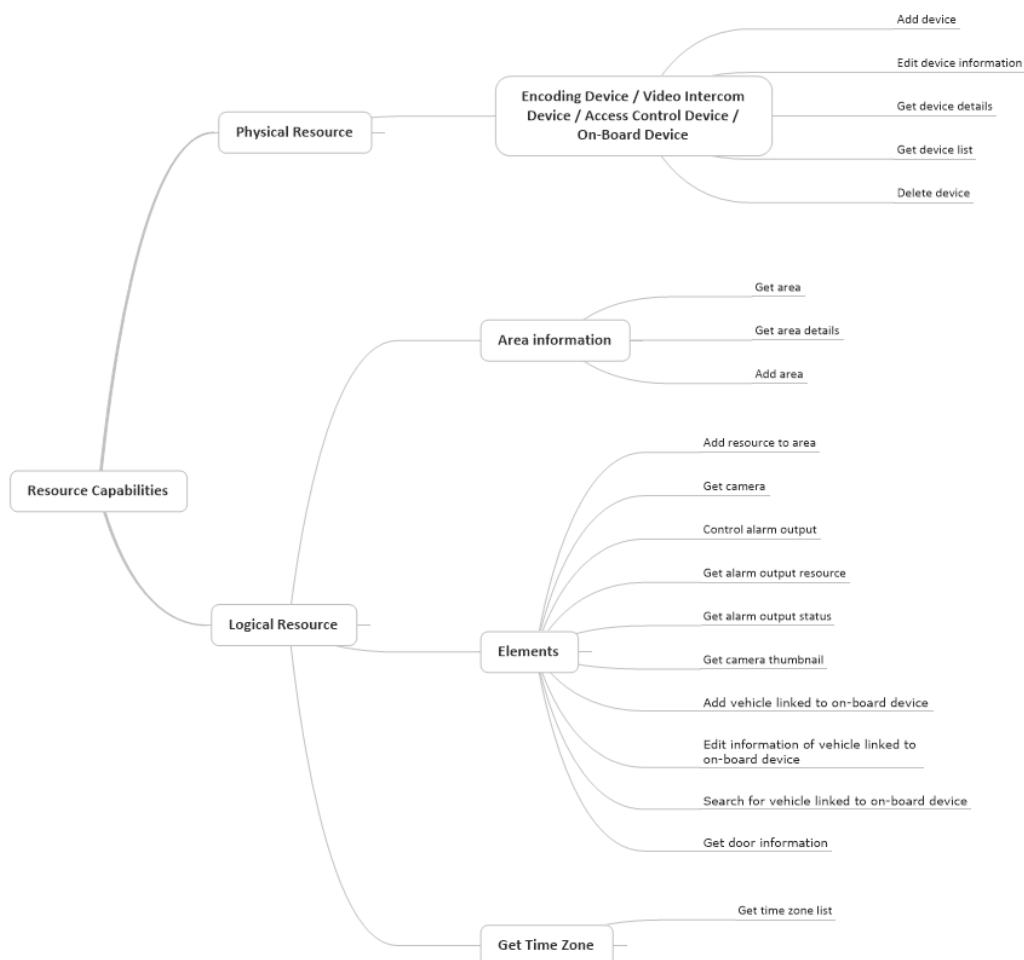 Resource Capabilities
Physical Resource
Encoding Device / Video Intercom
Device / Access Control Device /
On-Board Device
Add device
Edit device information
Get device details
Get device list
Delete device
Logical Resource
Area information
Get area
Get area details
Add area
Elements
Add resource to area
Get camera
Control alarm output
Get alarm output resource
Get alarm output status
Get camera thumbnail
Add vehicle linked to on-board device
Edit information of vehicle linked to
on-board device
Search for vehicle linked to on-board device
Get door information
Get Time Zone
Get time zone list